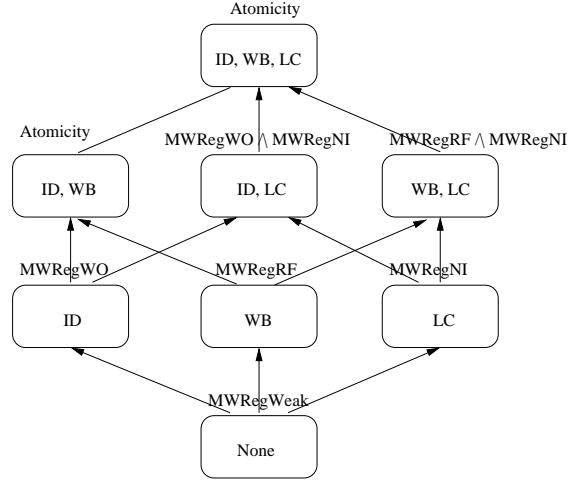 Atomicity
ID, WB, LC
Atomicity
MWRegWO /\ MWRegNI
MWRegRF /\ MWRegNI
ID, WB
ID, LC
WB, LC
MWRegWO
MWRegRF
MWRegNI
ID
WB
LC
MWRegWeak
None